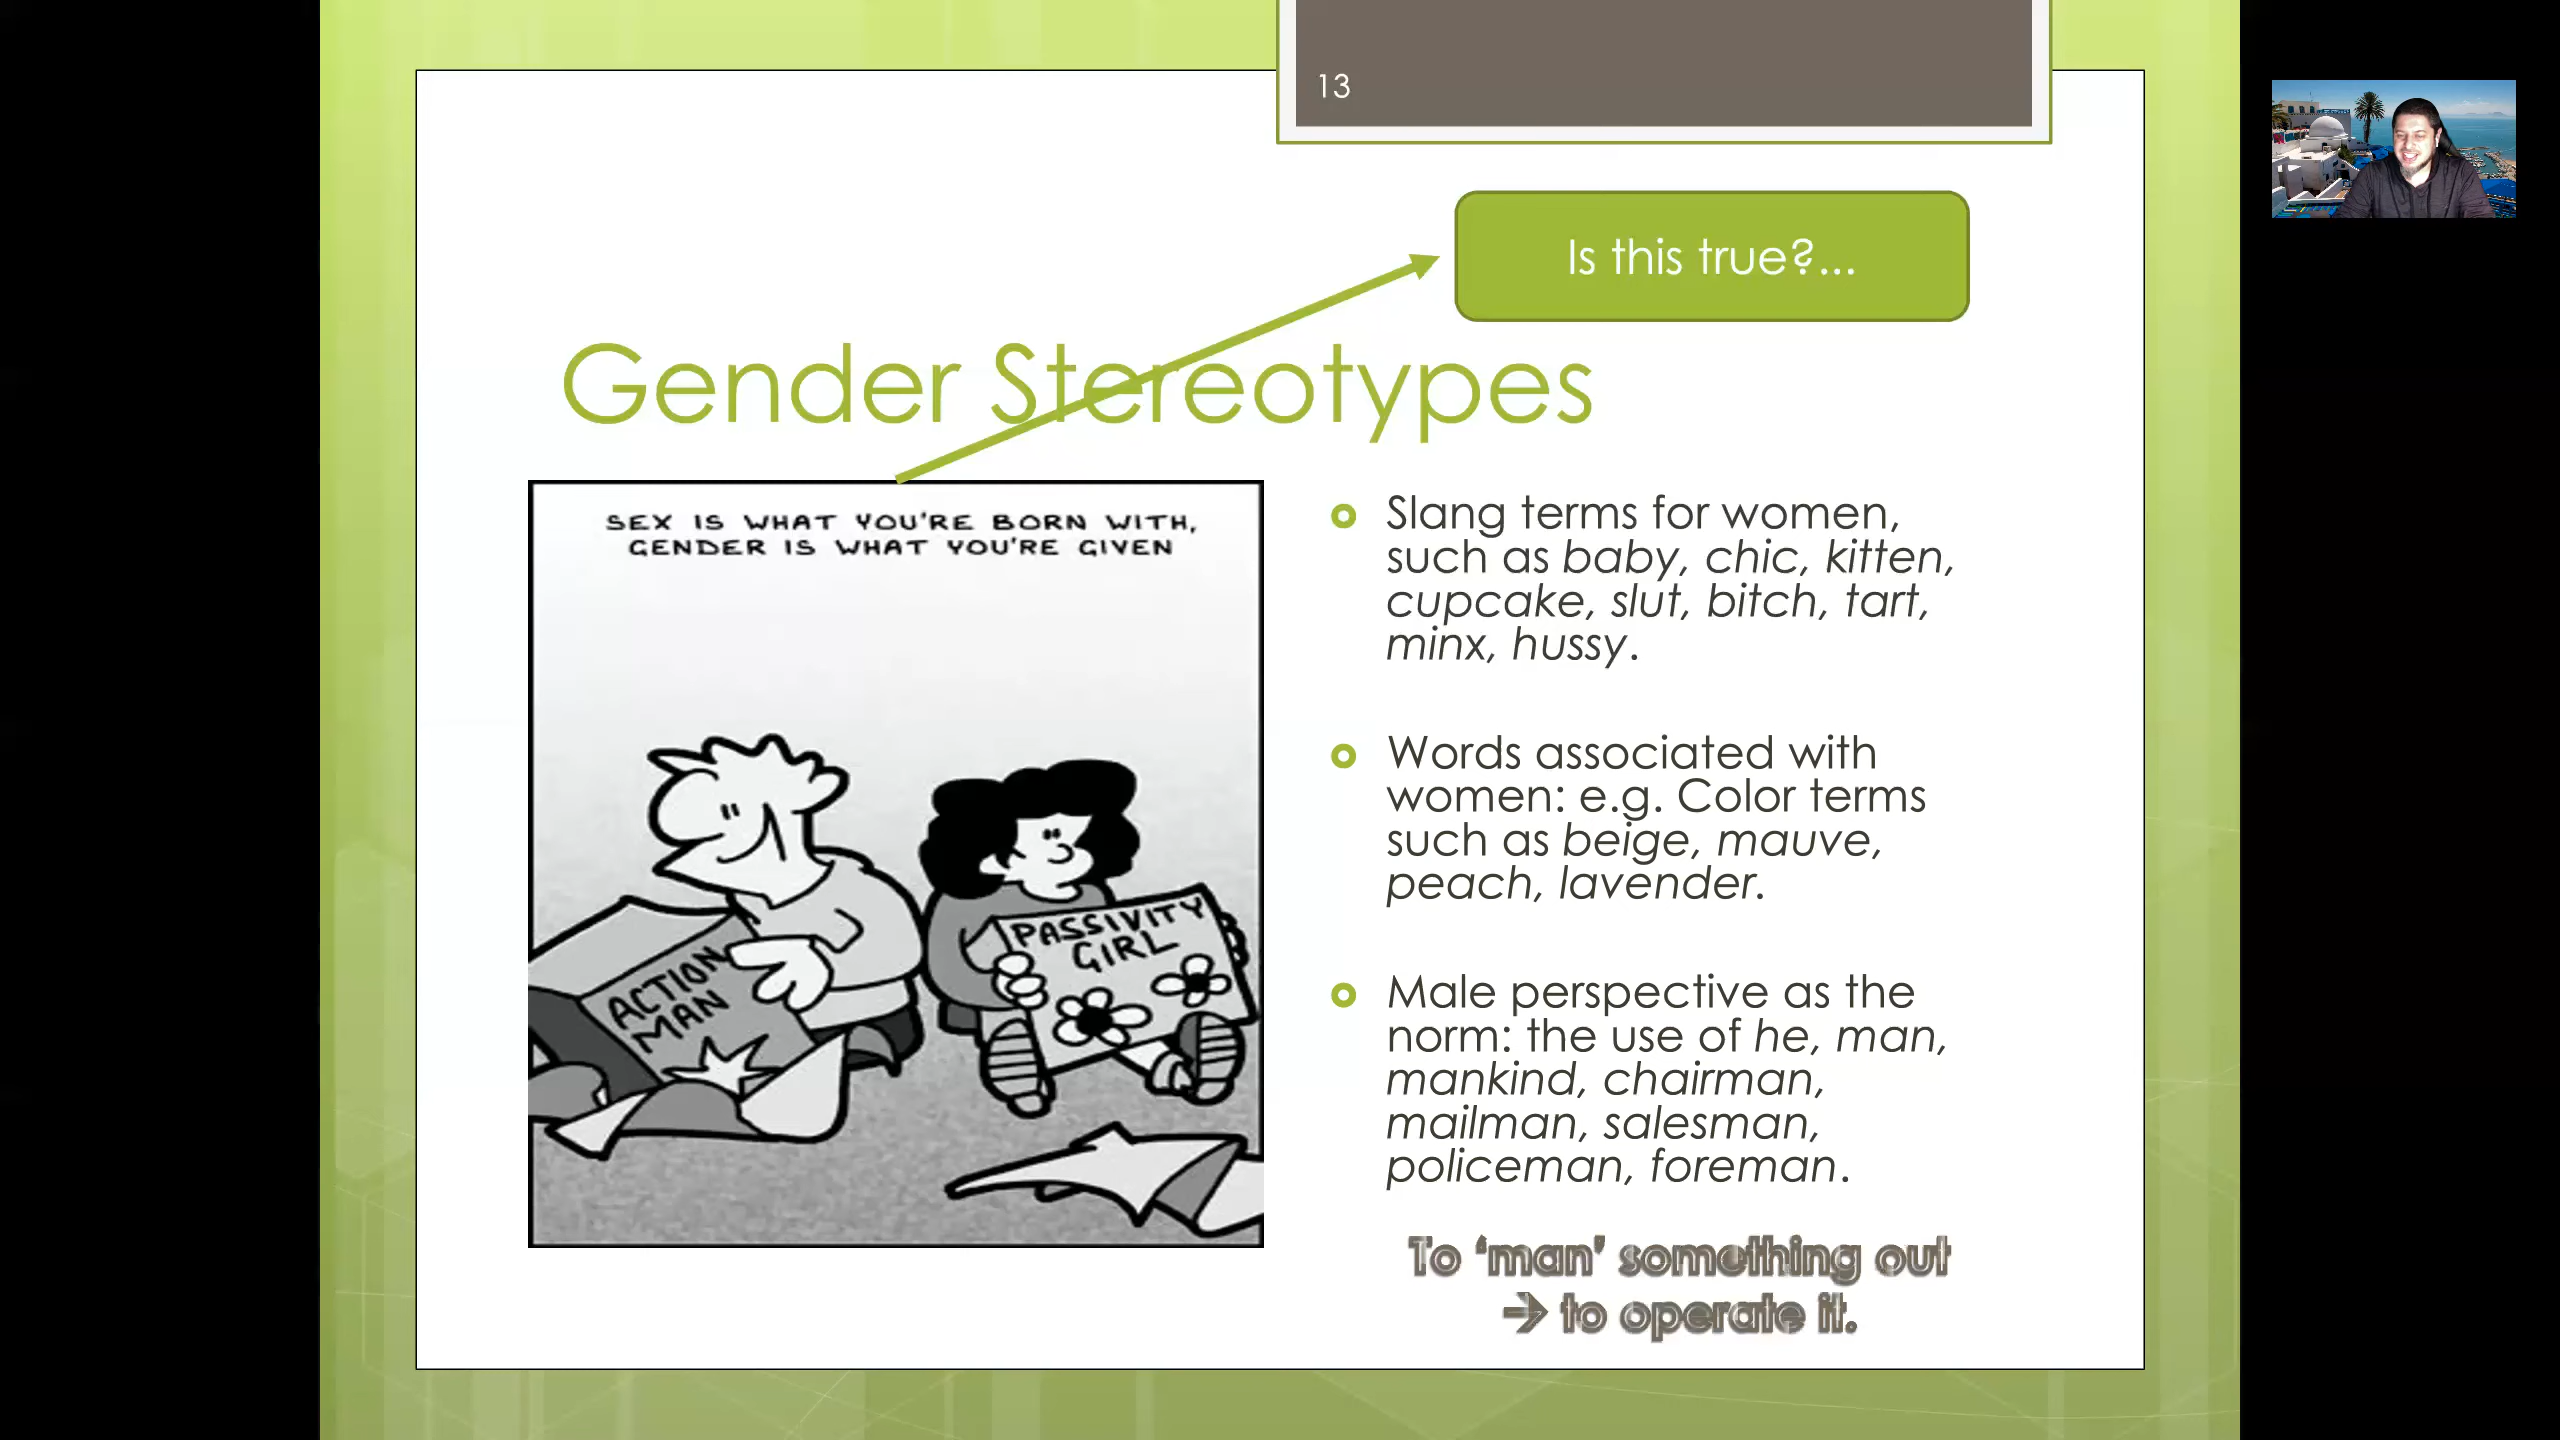 13
Is this true?...
Gender Stereotypes
SEX IS WHAT YOU'RE BORN WITH,
GENDER IS WHAT YOU'RE GIVEN
ACTION
MAN
PASSIVITY
GIRL
Slang terms for women,
such as baby, chic, kitten,
cupcake, slut, bitch, tart,
minx, hussy.
Words associated with
women: e.g. Color terms
such as beige, mauve,
peach, lavender.
Male perspective as the
norm: the use of he, man,
mankind, chairman,
mailman, salesman,
policeman, foreman.
To ‘man’ something out
→ to operate it.